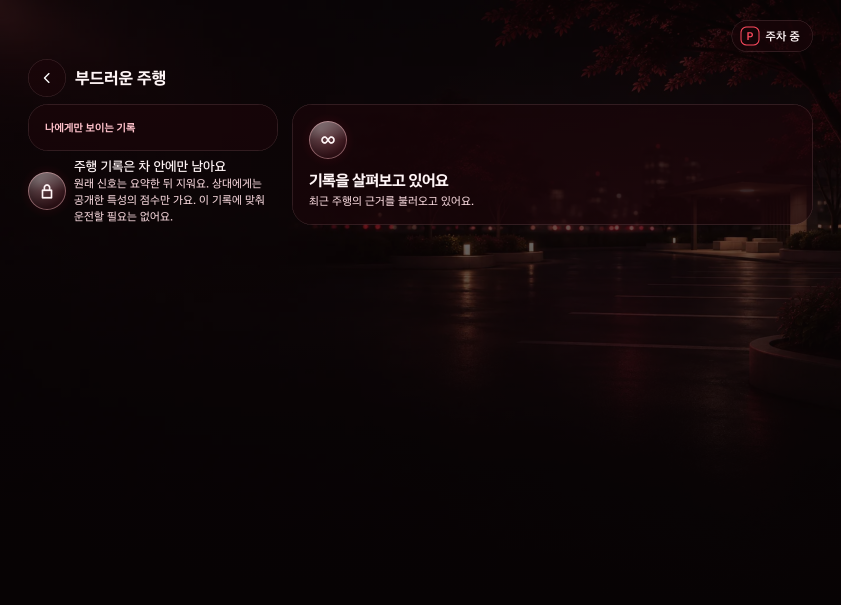 P 주차 중
부드러운 주행
나에게만 보이는 기록
주행 기록은 차 안에만 남아요
원래 신호는 요약한 뒤 지워요. 상대에게는
공개한 특성의 점수만 가요. 이 기록에 맞춰
운전할 필요는 없어요.
기록을 살펴보고 있어요
최근 주행의 근거를 불러오고 있어요.